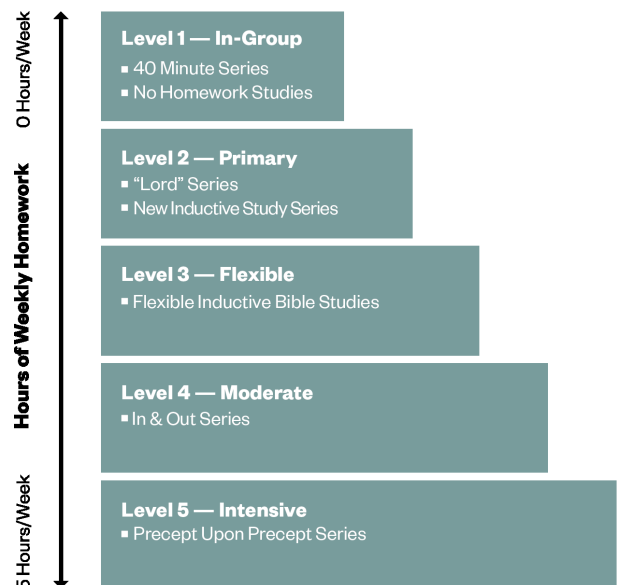 0 Hours/Week
Hours of Weekly Homework
5 Hours/Week
Level 1 — In-Group
▪ 40 Minute Series
▪ No Homework Studies
Level 2 — Primary
▪ “Lord” Series
▪ New Inductive Study Series
Level 3 — Flexible
▪ Flexible Inductive Bible Studies
Level 4 — Moderate
▪ In & Out Series
Level 5 — Intensive
▪ Precept Upon Precept Series